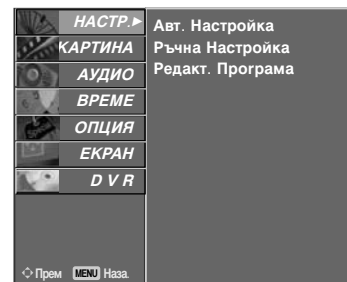 НАСТР.►
КАРТИНА
АУДИО
ВРЕМЕ
ОПЦИЯ
ЕКРАН
D V R
Авт. Настройка
Ръчна Настройка
Редакт. Програма
Прем MENU Наза.